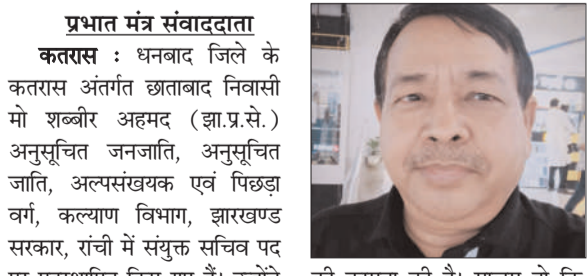 प्रभात मंत्र संवाददाता
कतरास : धनबाद जिले के
कतरास अंतर्गत छाताबाद निवासी
मो शब्बीर अहमद (झा.प्र.से.)
अनुसूचित जनजाति, अनुसूचित
जाति, अल्पसंखयक एवं पिछड़ा
वर्ग, कल्याण विभाग, झारखण्ड
सरकार, रांची में संयुक्त सचिव पद